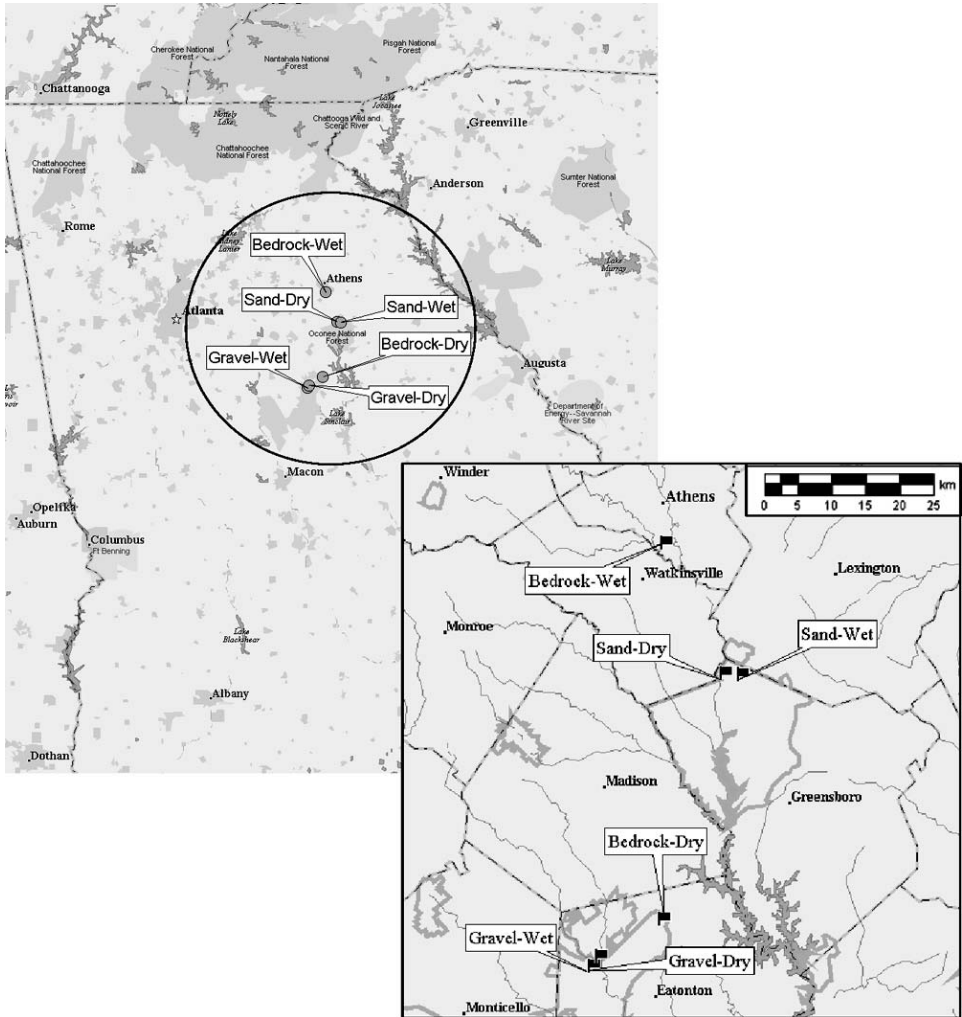 Cherokee National
Forest
Pisgah National
Forest
Nantahala National
Forest
Chattanooga
Lake
Jocassee
Nottely
Lake
Chattooga Wild and
Scenic River
Greenville
Chattahoochee
National Forest
Chattahoochee
National Forest
Anderson
Sumter National
Forest
Rome
Lake
Sidney
Lanier
Bedrock-Wet
Lake
Murray
Athens
Sand-Dry
Sand-Wet
Atlanta
Oconee National
Forest
Bedrock-Dry
Gravel-Wet
Augusta
Gravel-Dry
Lake
Sinclair
Department of
Energy--Savannah
River Site
Macon
Opelika
Auburn
Columbus
Ft Benning
Lake
Blackshear
Albany
Dothan
Winder
km
0 5 10 15 20 25
Athens
Bedrock-Wet
Watkinsville
Lexington
Monroe
Sand-Dry
Sand-Wet
Madison
Greensboro
Bedrock-Dry
Gravel-Wet
Gravel-Dry
Eatonton
Monticello